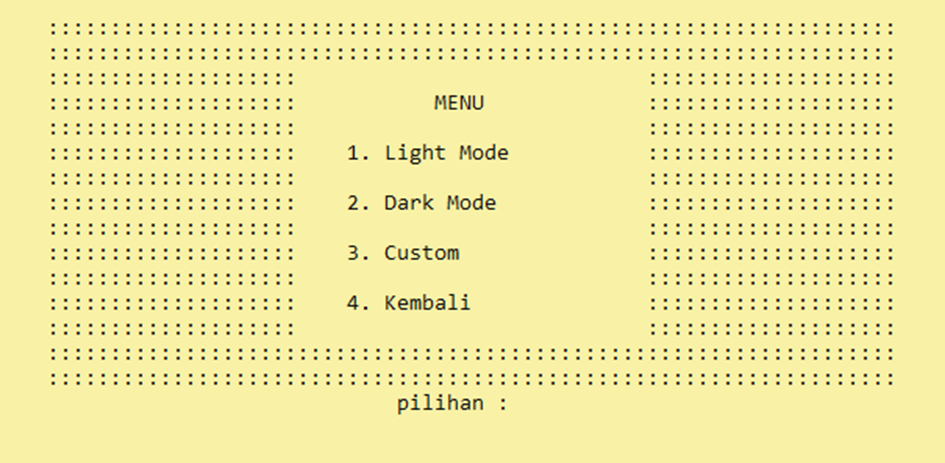 MENU
1. Light Mode
2. Dark Mode
3. Custom
4. Kembali
pilihan :